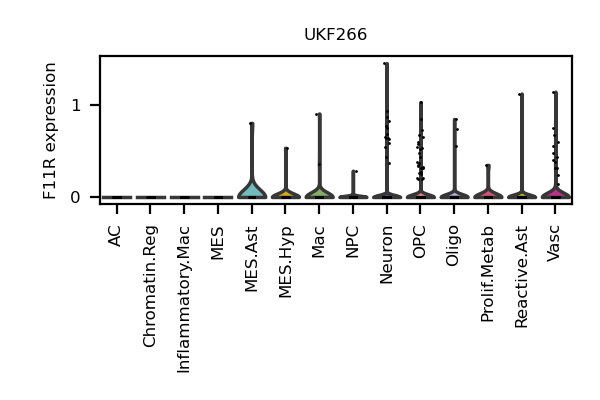 UKF266
F11R expression
1
0
AC
Chromatin.Reg
Inflammatory.Mac
MES
MES.Ast
MES.Hyp
Mac
NPC
Neuron
OPC
Oligo
Prolif.Metab
Reactive.Ast
Vasc